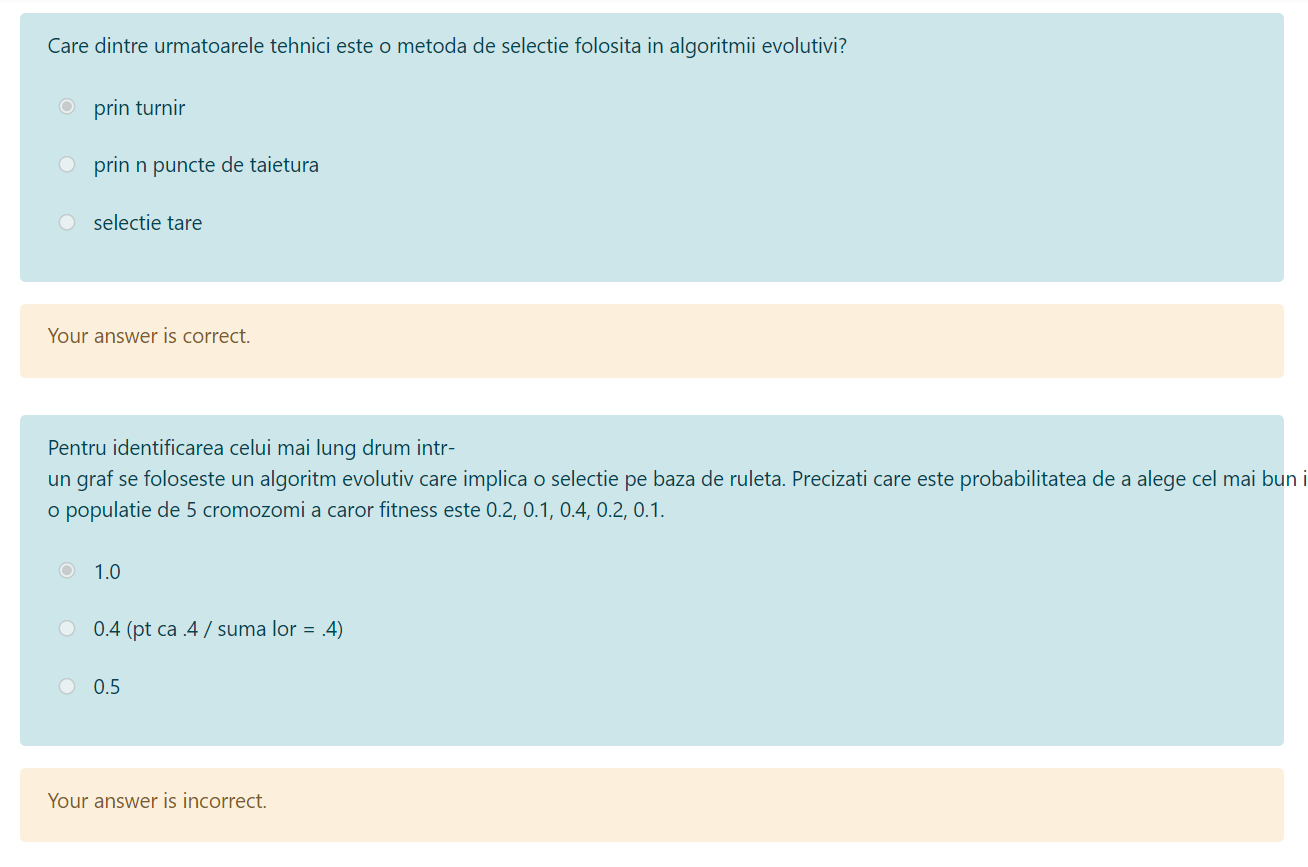 Care dintre urmatoarele tehnici este o metoda de selectie folosita in algoritmii evolutivi?
prin turnir
prin n puncte de taietura
selectie tare
Your answer is correct.
Pentru identificarea celui mai lung drum intr-
un graf se foloseste un algoritm evolutiv care implica o selectie pe baza de ruleta. Precizati care este probabilitatea de a alege cel mai bun i
o populatie de 5 cromozomi a caror fitness este 0.2, 0.1, 0.4, 0.2, 0.1.
1.0
0.4 (pt ca .4 / suma lor = .4)
0.5
Your answer is incorrect.